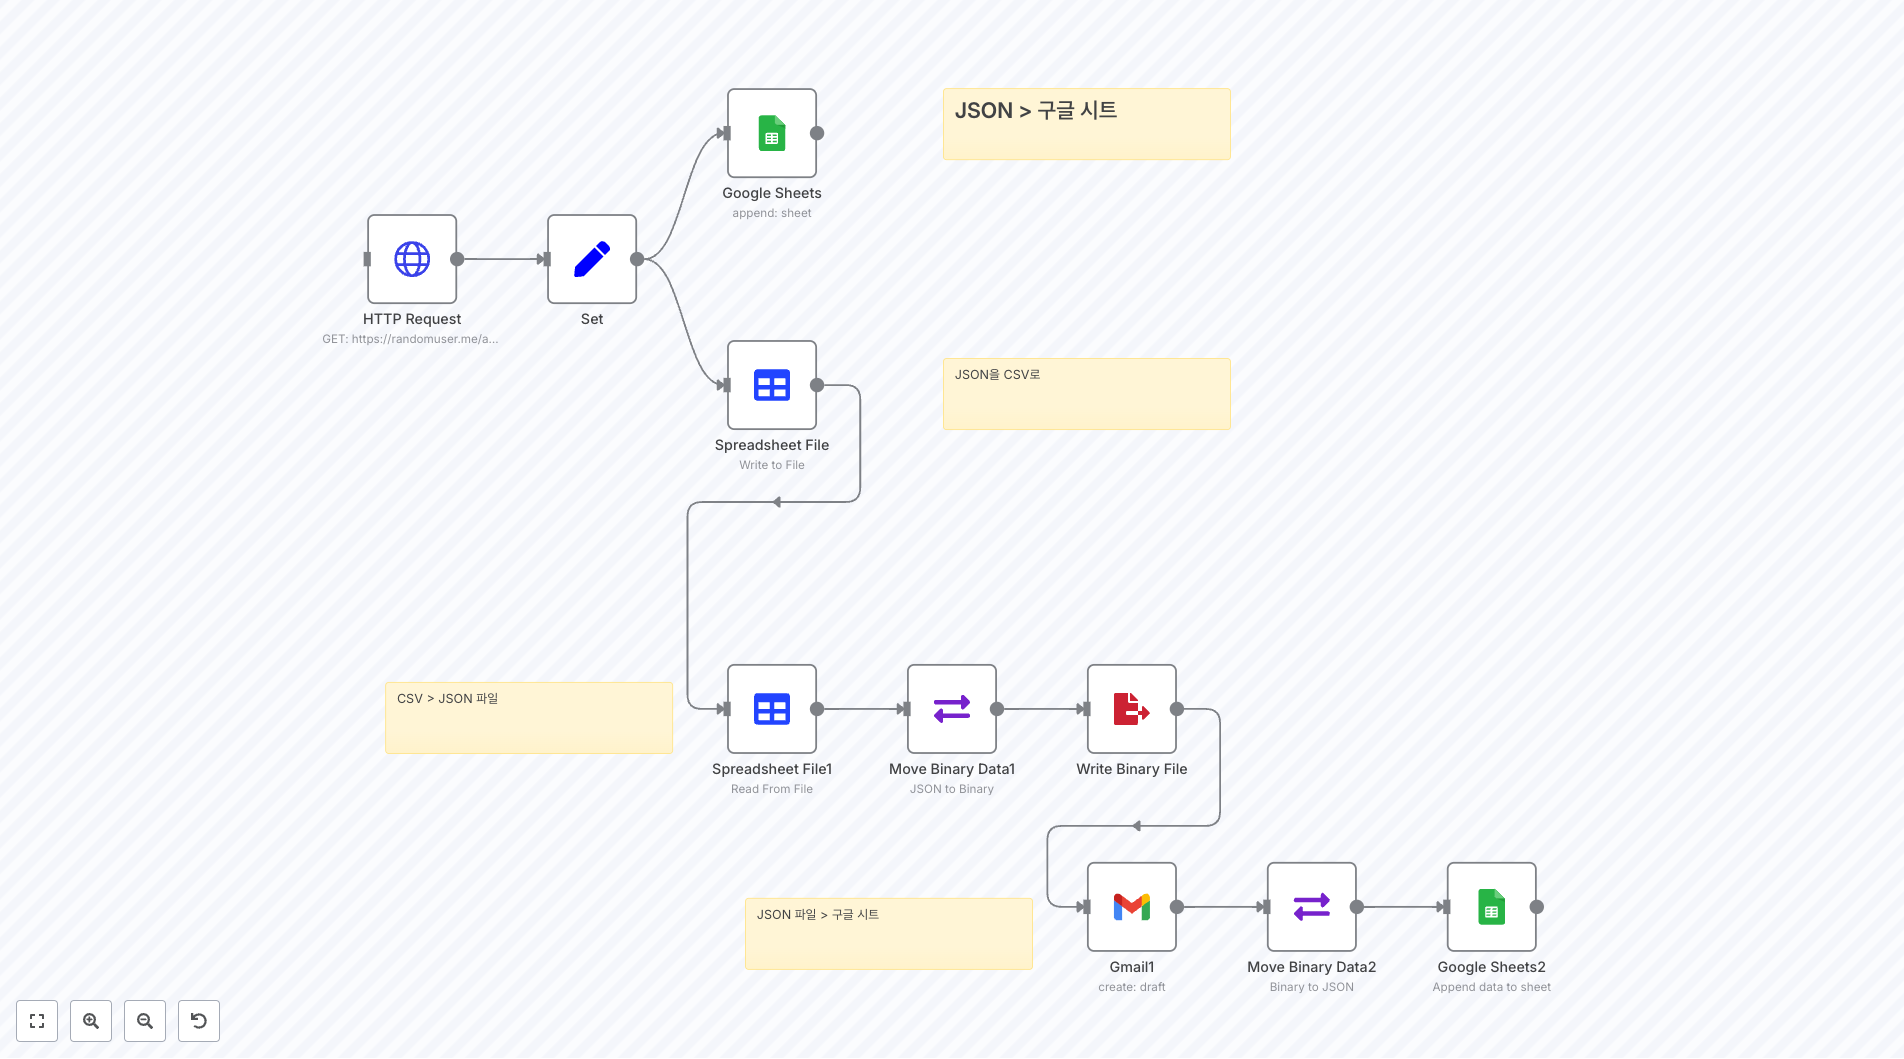 Google Sheets
append: sheet
JSON > 구글 시트
HTTP Request
GET: https://randomuser.me/a...
Set
Spreadsheet File
Write to File
JSON을 CSV로
CSV > JSON 파일
Spreadsheet File1
Read From File
Move Binary Data1
JSON to Binary
Write Binary File
JSON 파일 > 구글 시트
Gmail1
create: draft
Move Binary Data2
Binary to JSON
Google Sheets2
Append data to sheet